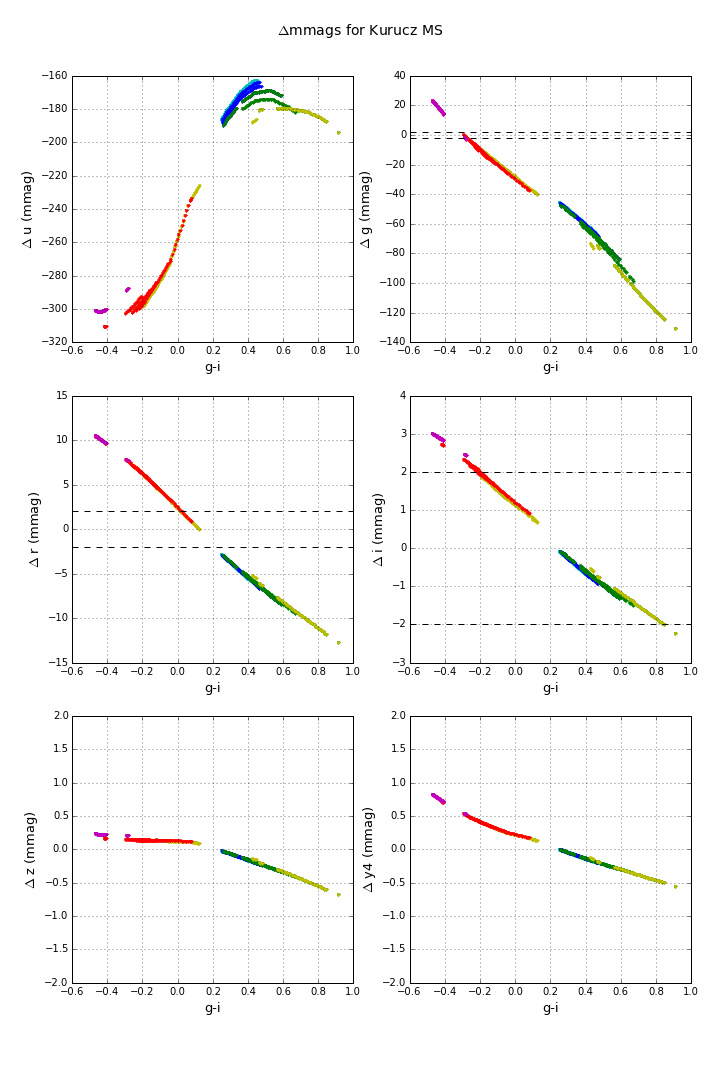 Δmmags for Kurucz MS
−160
−180
−200
−220
−240
−260
−280
−300
−320
Δ u (mmag)
−0.6 −0.4 −0.2 0.0 0.2 0.4 0.6 0.8 1.0
g-i
40
20
0
−20
−40
−60
−80
−100
−120
−140
Δ g (mmag)
−0.6 −0.4 −0.2 0.0 0.2 0.4 0.6 0.8 1.0
g-i
15
10
5
0
−5
−10
−15
Δ r (mmag)
−0.6 −0.4 −0.2 0.0 0.2 0.4 0.6 0.8 1.0
g-i
4
3
2
1
0
−1
−2
−3
Δ i (mmag)
−0.6 −0.4 −0.2 0.0 0.2 0.4 0.6 0.8 1.0
g-i
2.0
1.5
1.0
0.5
0.0
−0.5
−1.0
−1.5
−2.0
Δ z (mmag)
−0.6 −0.4 −0.2 0.0 0.2 0.4 0.6 0.8 1.0
g-i
2.0
1.5
1.0
0.5
0.0
−0.5
−1.0
−1.5
−2.0
Δ y4 (mmag)
−0.6 −0.4 −0.2 0.0 0.2 0.4 0.6 0.8 1.0
g-i